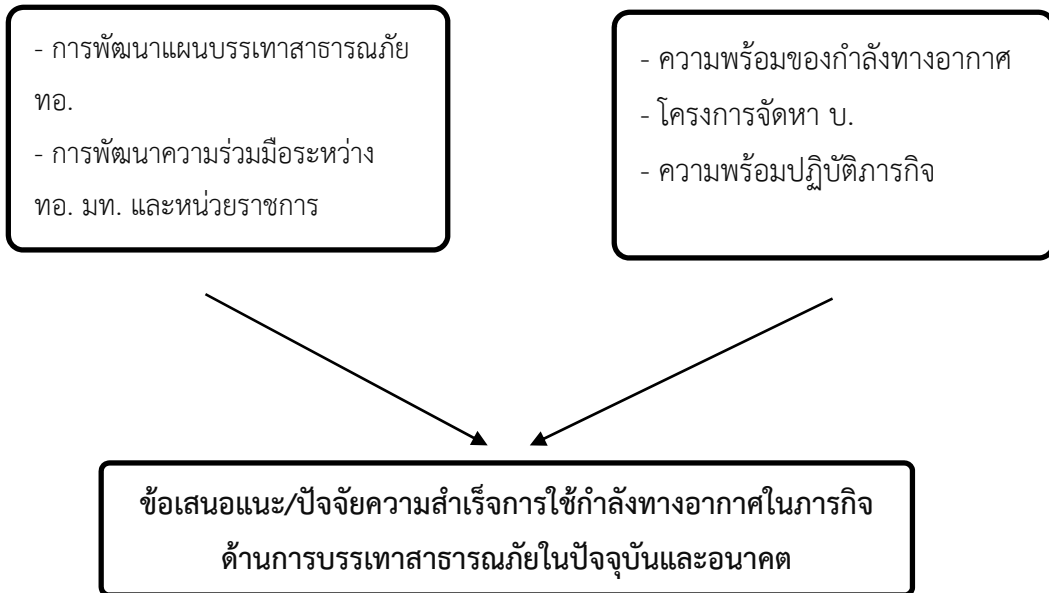 - การพัฒนาแผนบรรเทาสาธารณภัย
ทอ.
- การพัฒนาความร่วมมือระหว่าง
ทอ. มท. และหน่วยราชการ
- ความพร้อมของกำลังทางอากาศ
- โครงการจัดหา บ.
- ความพร้อมปฏิบัติภารกิจ
ข้อเสนอแนะ/ปัจจัยความสำเร็จการใช้กำลังทางอากาศในภารกิจ
ด้านการบรรเทาสาธารณภัยในปัจจุบันและอนาคต